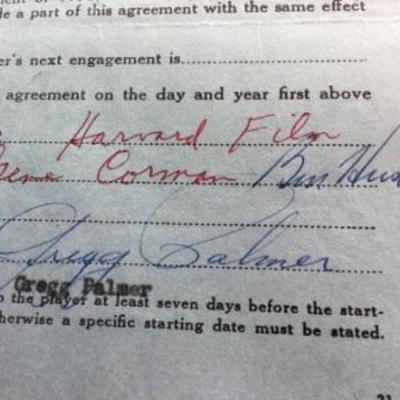 de a part of this agreement with the same effect
er's next engagement is
agreement on the day and year first above
Harvard Film
Gene Corman Ben
Gregg Palmer
Gregg Palmer
o the player at least seven days before the start-
herwise a specific starting date must be stated.
21